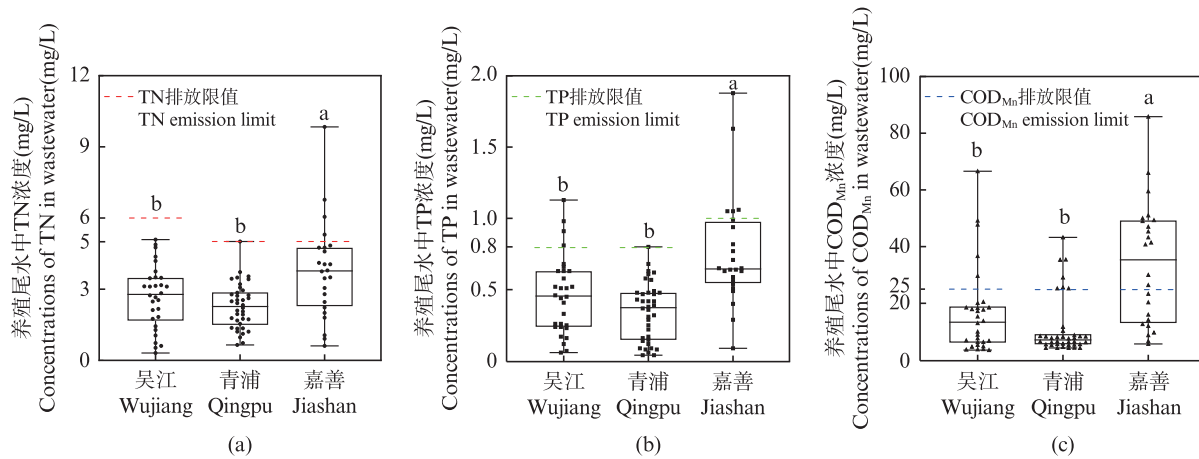 养殖尾水中TN浓度(mg/L)
Concentrations of TN in wastewater(mg/L)
12
9
6
5
3
0
TN排放限值
TN emission limit
b
b
a
吴江
青浦
嘉善
Wujiang
Qingpu
Jiashan
(a)
养殖尾水中TP浓度(mg/L)
Concentrations of TP in wastewater(mg/L)
2.0
1.5
1.0
0.8
0.5
0
TP排放限值
TP emission limit
b
b
a
吴江
青浦
嘉善
Wujiang
Qingpu
Jiashan
(b)
养殖尾水中CODMn浓度(mg/L)
Concentrations of CODMn in wastewater(mg/L)
100
80
60
40
25
20
0
CODMn排放限值
CODMn emission limit
b
b
a
吴江
青浦
嘉善
Wujiang
Qingpu
Jiashan
(c)